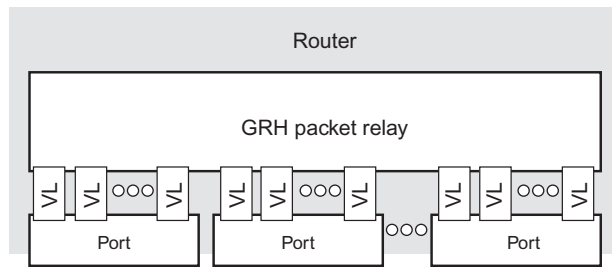 Router
GRH packet relay
VL VL VL VL VL VL VL VL VL
Port Port Port